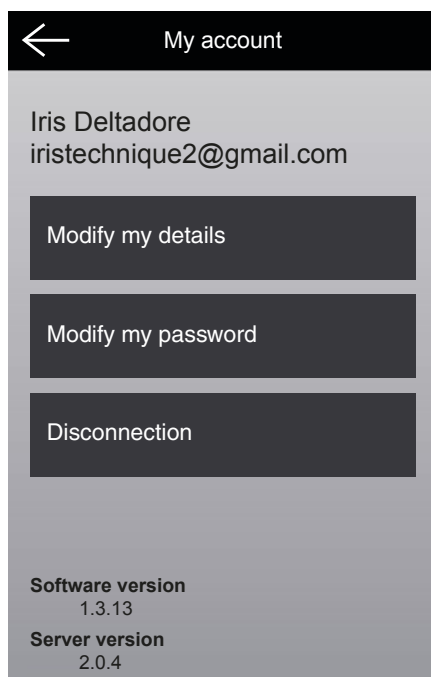 My account
Iris Deltadore
iristechnique2@gmail.com
Modify my details
Modify my password
Disconnection
Software version
1.3.13
Server version
2.0.4